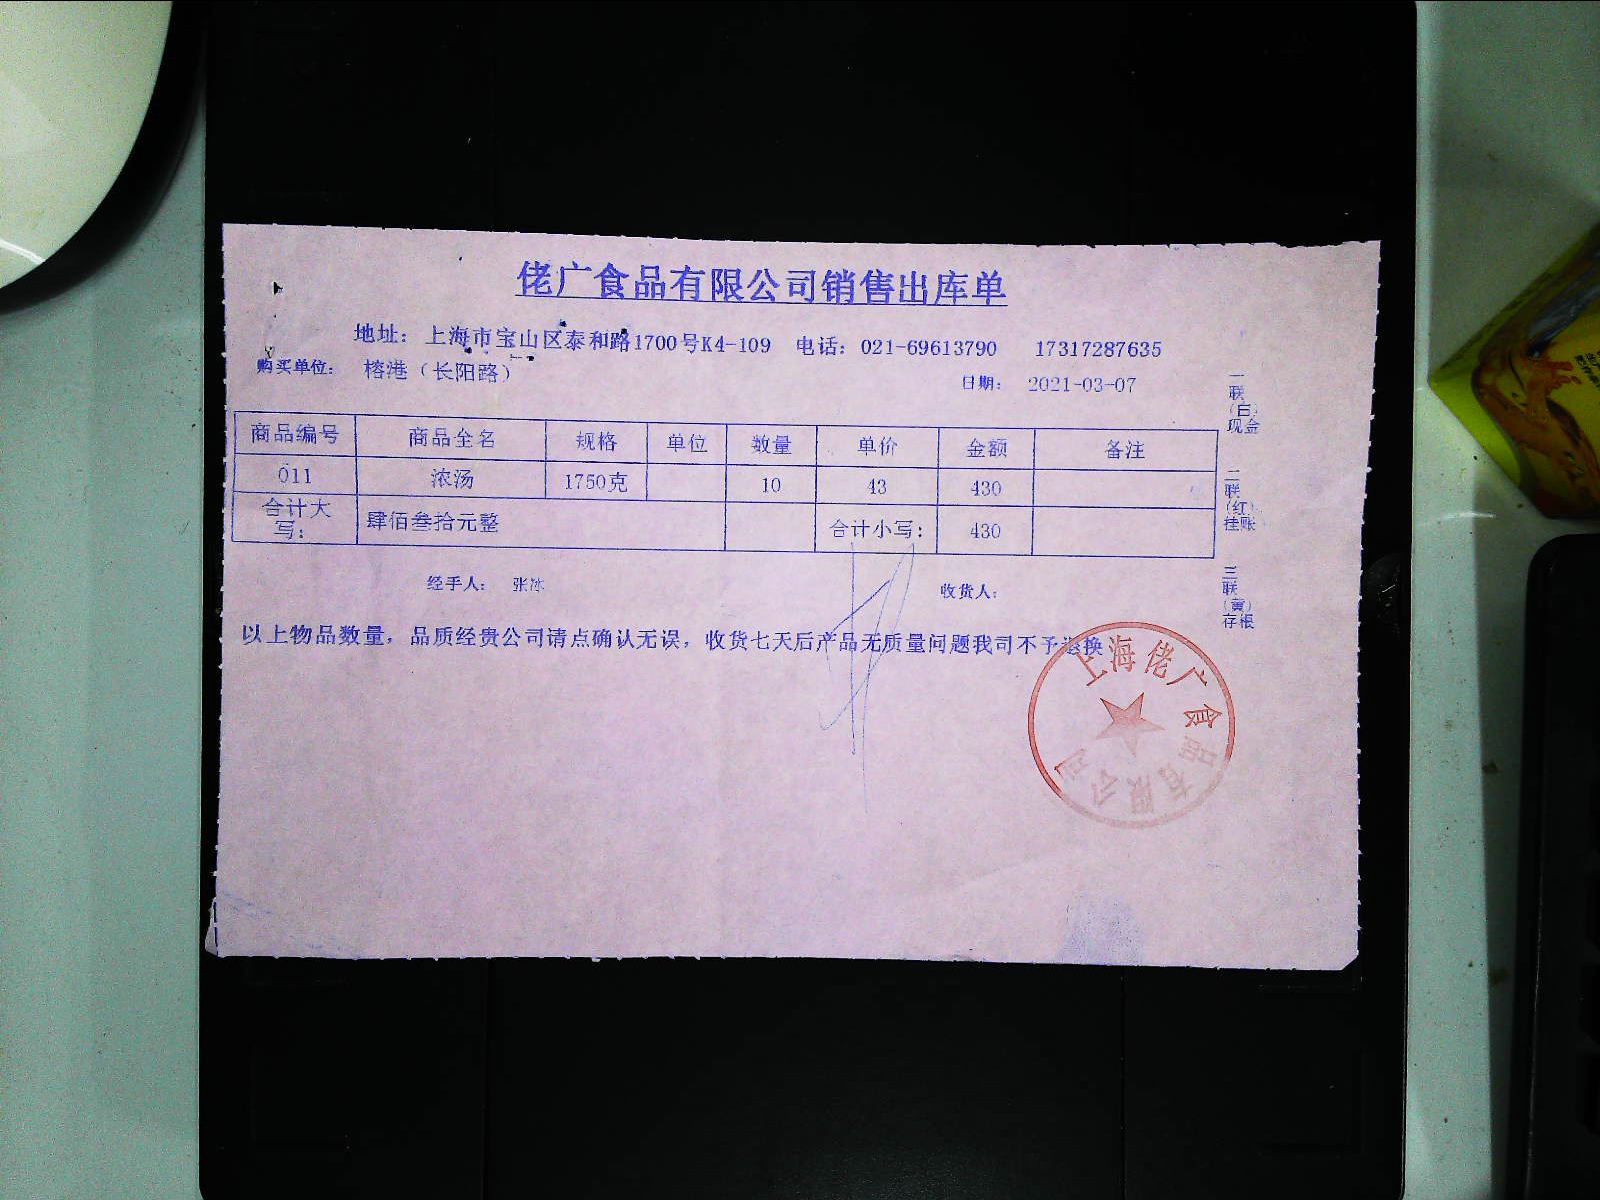 佬广食品有限公司销售出库单
地址：上海市宝山区泰和路1700号K4-109 电话：021-69613790 17317287635
购买单位： 榕港（长阳路）
日期： 2021-03-07
商品编号 商品全名 规格 单位 数量 单价 金额 备注
011 浓汤 1750克 10 43 430
合计大写： 肆佰叁拾元整 合计小写： 430
经手人： 张冰 收货人：
以上物品数量，品质经贵公司请点确认无误，收货七天后产品无质量问题我司不予退换
一联（白）现金
二联（红）挂账
三联（黄）存根
上海佬广食品有限公司